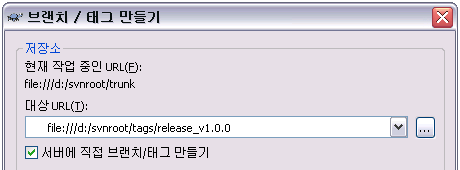 브랜치 / 태그 만들기
저장소
현재 작업 중인 URL(F):
file:///d:/svnroot/trunk
대상 URL(T):
file:///d:/svnroot/tags/release_v1.0.0
...
서버에 직접 브랜치/태그 만들기